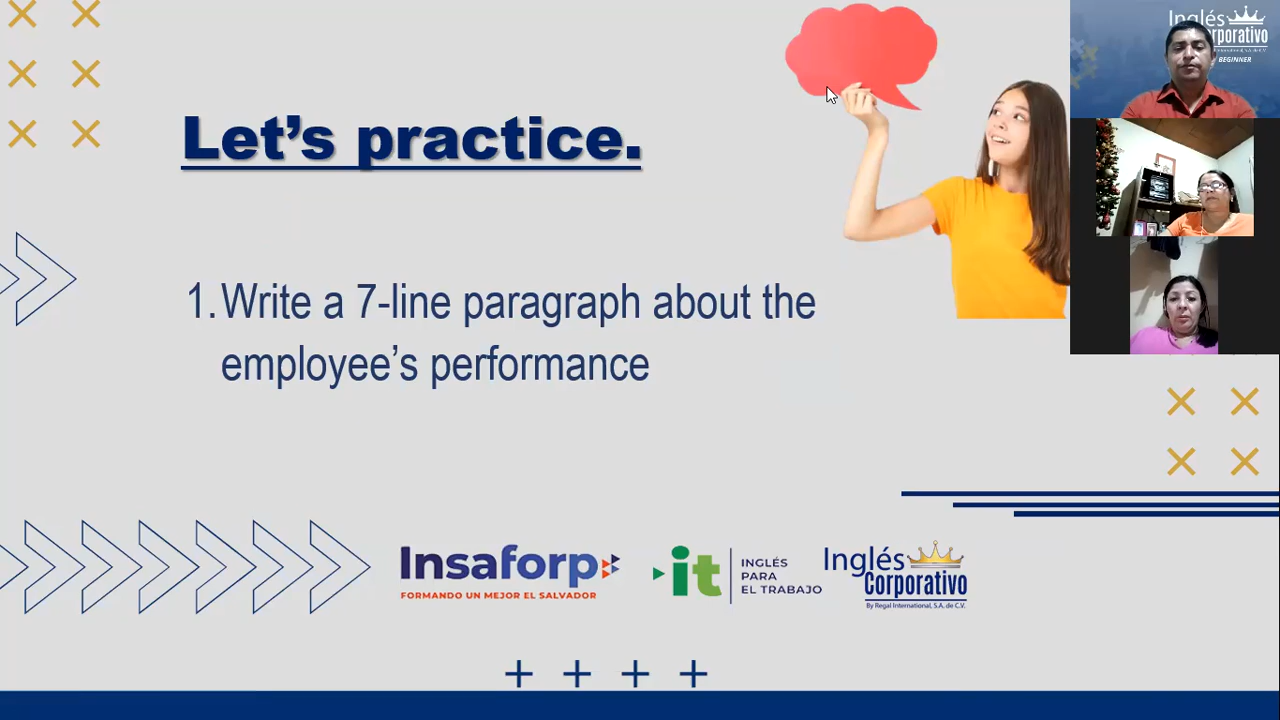 Let's practice.
1. Write a 7-line paragraph about the
employee's performance
Insaforp
FORMANDO UN MEJOR EL SALVADOR
it
INGLÉS
PARA
EL TRABAJO
Inglés
Corporativo
By Regal International, S.A. de C.V.
Inglés
Corporativo
BEGINNER